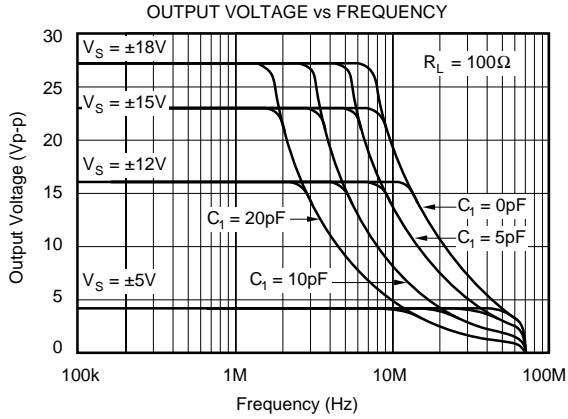 OUTPUT VOLTAGE vs FREQUENCY
30
25
20
15
10
5
0
Output Voltage (Vp-p)
V_S = ±18V
V_S = ±15V
V_S = ±12V
V_S = ±5V
R_L = 100Ω
C_1 = 0pF
C_1 = 5pF
C_1 = 20pF
C_1 = 10pF
100k
1M
10M
100M
Frequency (Hz)